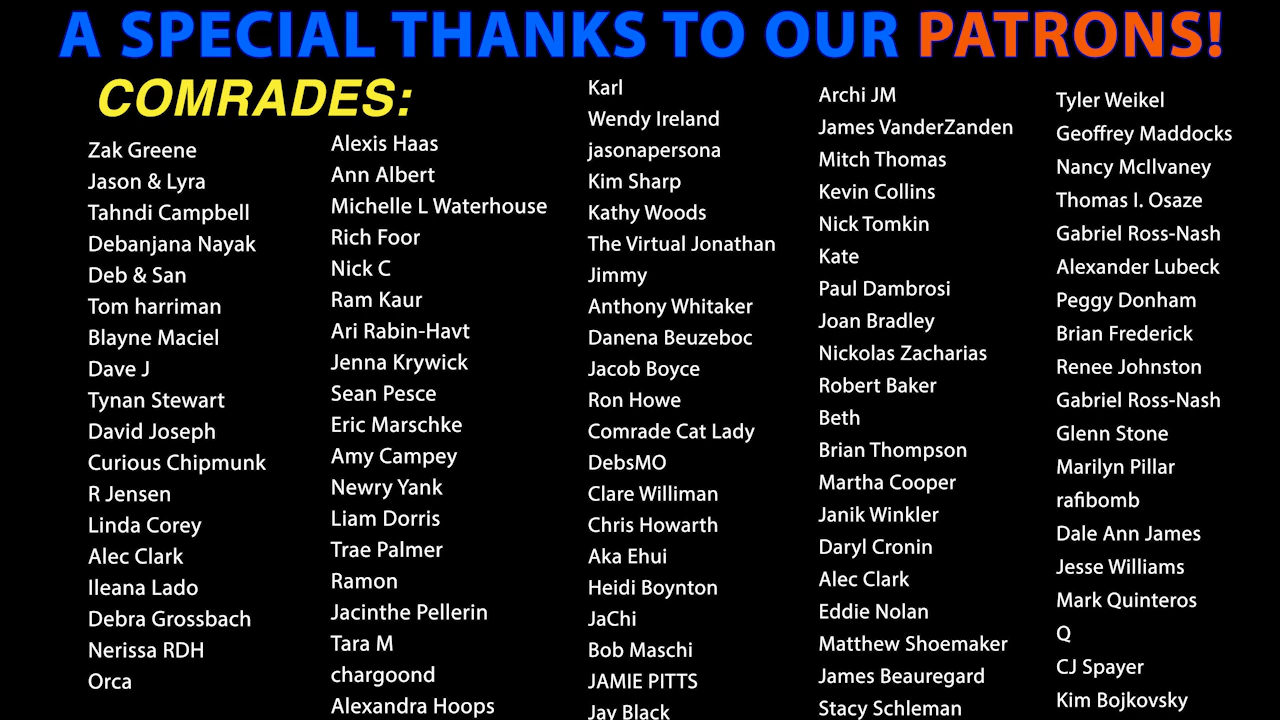 A SPECIAL THANKS TO OUR PATRONS!
COMRADES:
Zak Greene
Jason & Lyra
Tahndi Campbell
Debanjana Nayak
Deb & San
Tom harriman
Blayne Maciel
Dave J
Tynan Stewart
David Joseph
Curious Chipmunk
R Jensen
Linda Corey
Alec Clark
Ileana Lado
Debra Grossbach
Nerissa RDH
Orca
Alexis Haas
Ann Albert
Michelle L Waterhouse
Rich Foor
Nick C
Ram Kaur
Ari Rabin-Havt
Jenna Krywick
Sean Pesce
Eric Marschke
Amy Campey
Newry Yank
Liam Dorris
Trae Palmer
Ramon
Jacinthe Pellerin
Tara M
chargoond
Alexandra Hoops
Karl
Wendy Ireland
jasonapersona
Kim Sharp
Kathy Woods
The Virtual Jonathan
Jimmy
Anthony Whitaker
Danena Beuzeboc
Jacob Boyce
Ron Howe
Comrade Cat Lady
DebsMO
Clare Williman
Chris Howarth
Aka Ehui
Heidi Boynton
JaChi
Bob Maschi
JAMIE PITTS
Jay Black
Archi JM
James VanderZanden
Mitch Thomas
Kevin Collins
Nick Tomkin
Kate
Paul Dambrosi
Joan Bradley
Nickolas Zacharias
Robert Baker
Beth
Brian Thompson
Martha Cooper
Janik Winkler
Daryl Cronin
Alec Clark
Eddie Nolan
Matthew Shoemaker
James Beauregard
Stacy Schleman
Tyler Weikel
Geoffrey Maddocks
Nancy McIlvaney
Thomas I. Osaze
Gabriel Ross-Nash
Alexander Lubeck
Peggy Donham
Brian Frederick
Renee Johnston
Gabriel Ross-Nash
Glenn Stone
Marilyn Pillar
rafibomb
Dale Ann James
Jesse Williams
Mark Quinteros
Q
CJ Spayer
Kim Bojkovsky